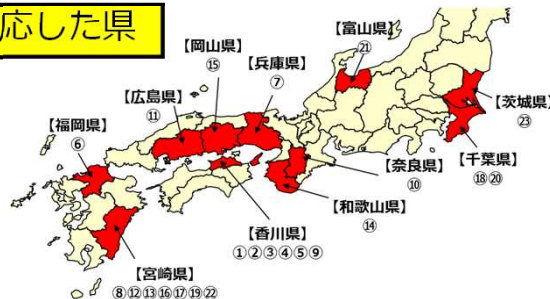 応した県
【富山県】
㉑
【岡山県】
⑮
【兵庫県】
⑦
【広島県】
⑪
【茨城県】
㉓
【福岡県】
⑥
【奈良県】
⑩
【千葉県】
⑱⑳
【和歌山県】
⑭
【香川県】
①②③④⑤⑨
【宮崎県】
⑧⑫⑬⑯⑰⑲㉒